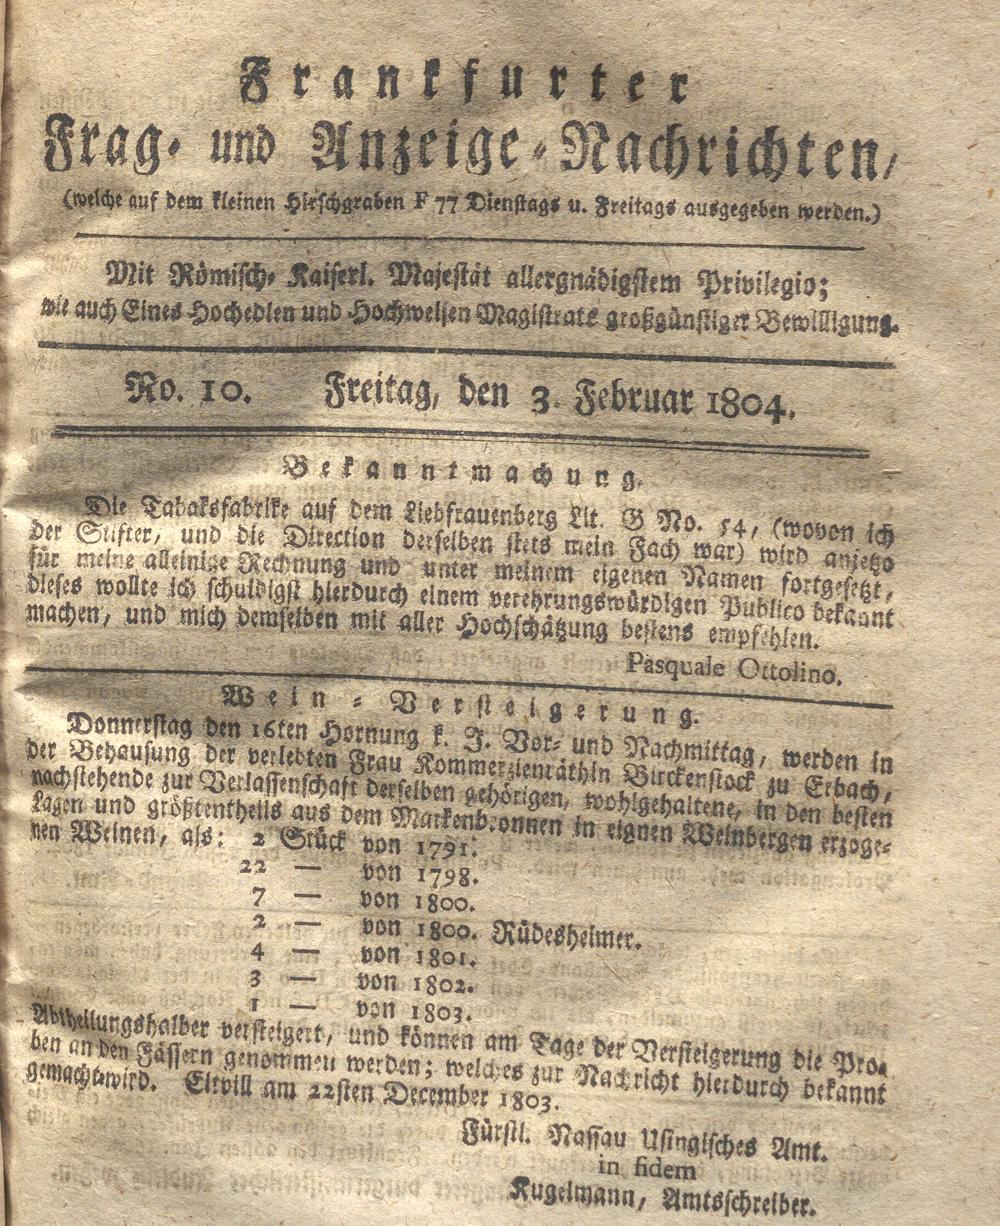 Frankfurter
Frag- und Anzeige-Nachrichten,
(welche auf dem kleinen Hirschgraben F 77 Dienstags u. Freitags ausgegeben werden.)
Mit Römisch- Kaiserl. Majestät allergnädigstem Privilegio;
wie auch Eines Hochedlen und Hochweisen Magistrats großgünstiger Bewilligung.
No. 10. Freitag, den 3. Februar 1804.
Bekanntmachung.
Die Tabaksfabrike auf dem Liebfrauenberg Lit. G No. 54, (wovon ich
der Stifter, und die Direction derselben stets mein Fach war) wird anjetzo
für meine alleinige Rechnung und unter meinem eigenen Namen fortgesetzt,
dieses wollte ich schuldigst hierdurch einem verehrungswürdigen Publico bekannt
machen, und mich demselben mit aller Hochschätzung bestens empfehlen.
Pasquale Ottolino.
Wein-Versteigerung.
Donnerstag den 16ten Hornung k. J. Vor- und Nachmittag, werden in
der Behausung der verlebten Frau Kommerzienräthin Birckenstock zu Erbach,
nachstehende zur Verlassenschaft derselben gehörigen, wohlgehaltene, in den besten
Lagen und größtentheils aus dem Markenbronnen in eignen Weinbergen erzoge-
nen Weinen, als: 2 Stück von 1791.
22 — von 1798.
7 — von 1800.
2 — von 1800. Rüdesheimer.
4 — von 1801.
3 — von 1802.
1 — von 1803.
Abtheilungshalber versteigert, und können am Tage der Versteigerung die Pro-
ben an den Fässern genommen werden; welches zur Nachricht hierdurch bekannt
gemacht wird. Eltvill am 22sten December 1803.
Fürstl. Nassau Usingisches Amt.
in fidem
Kugelmann, Amtsschreiber.